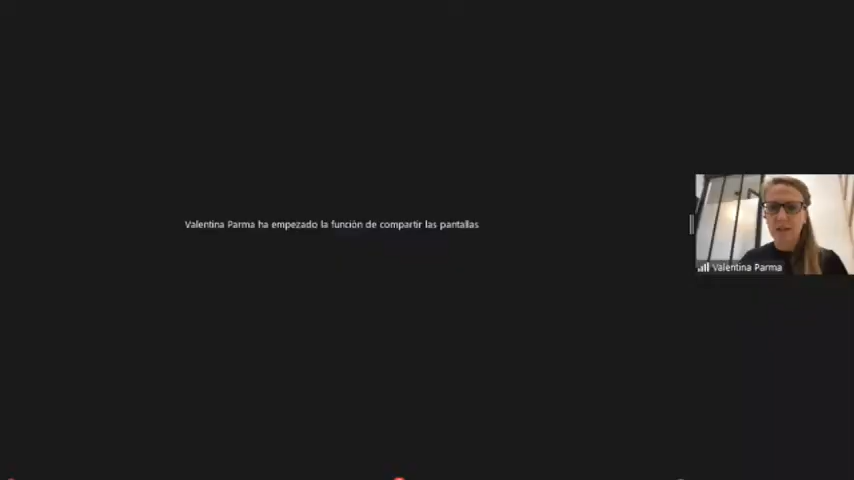 Valentina Parma ha empezado la función de compartir las pantallas
Valentina Parma